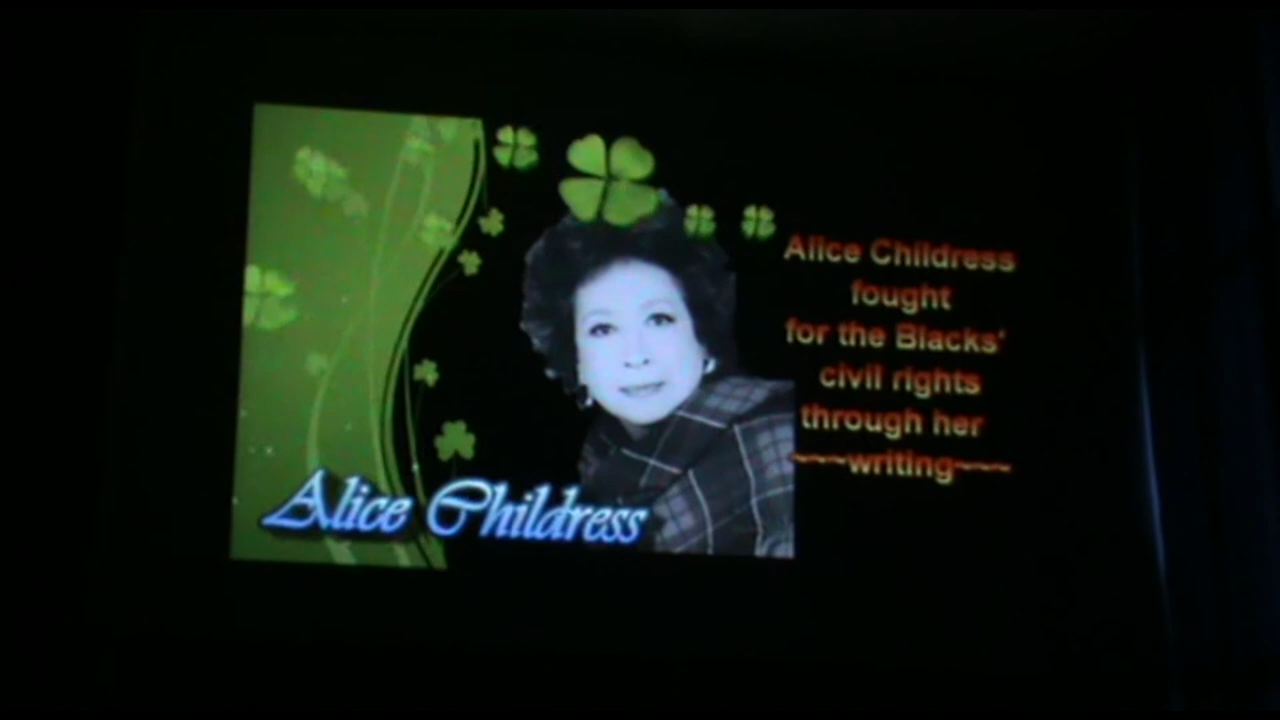 Alice Childress
fought
for the Blacks'
civil rights
through her
~~~writing~~~
Alice Childress